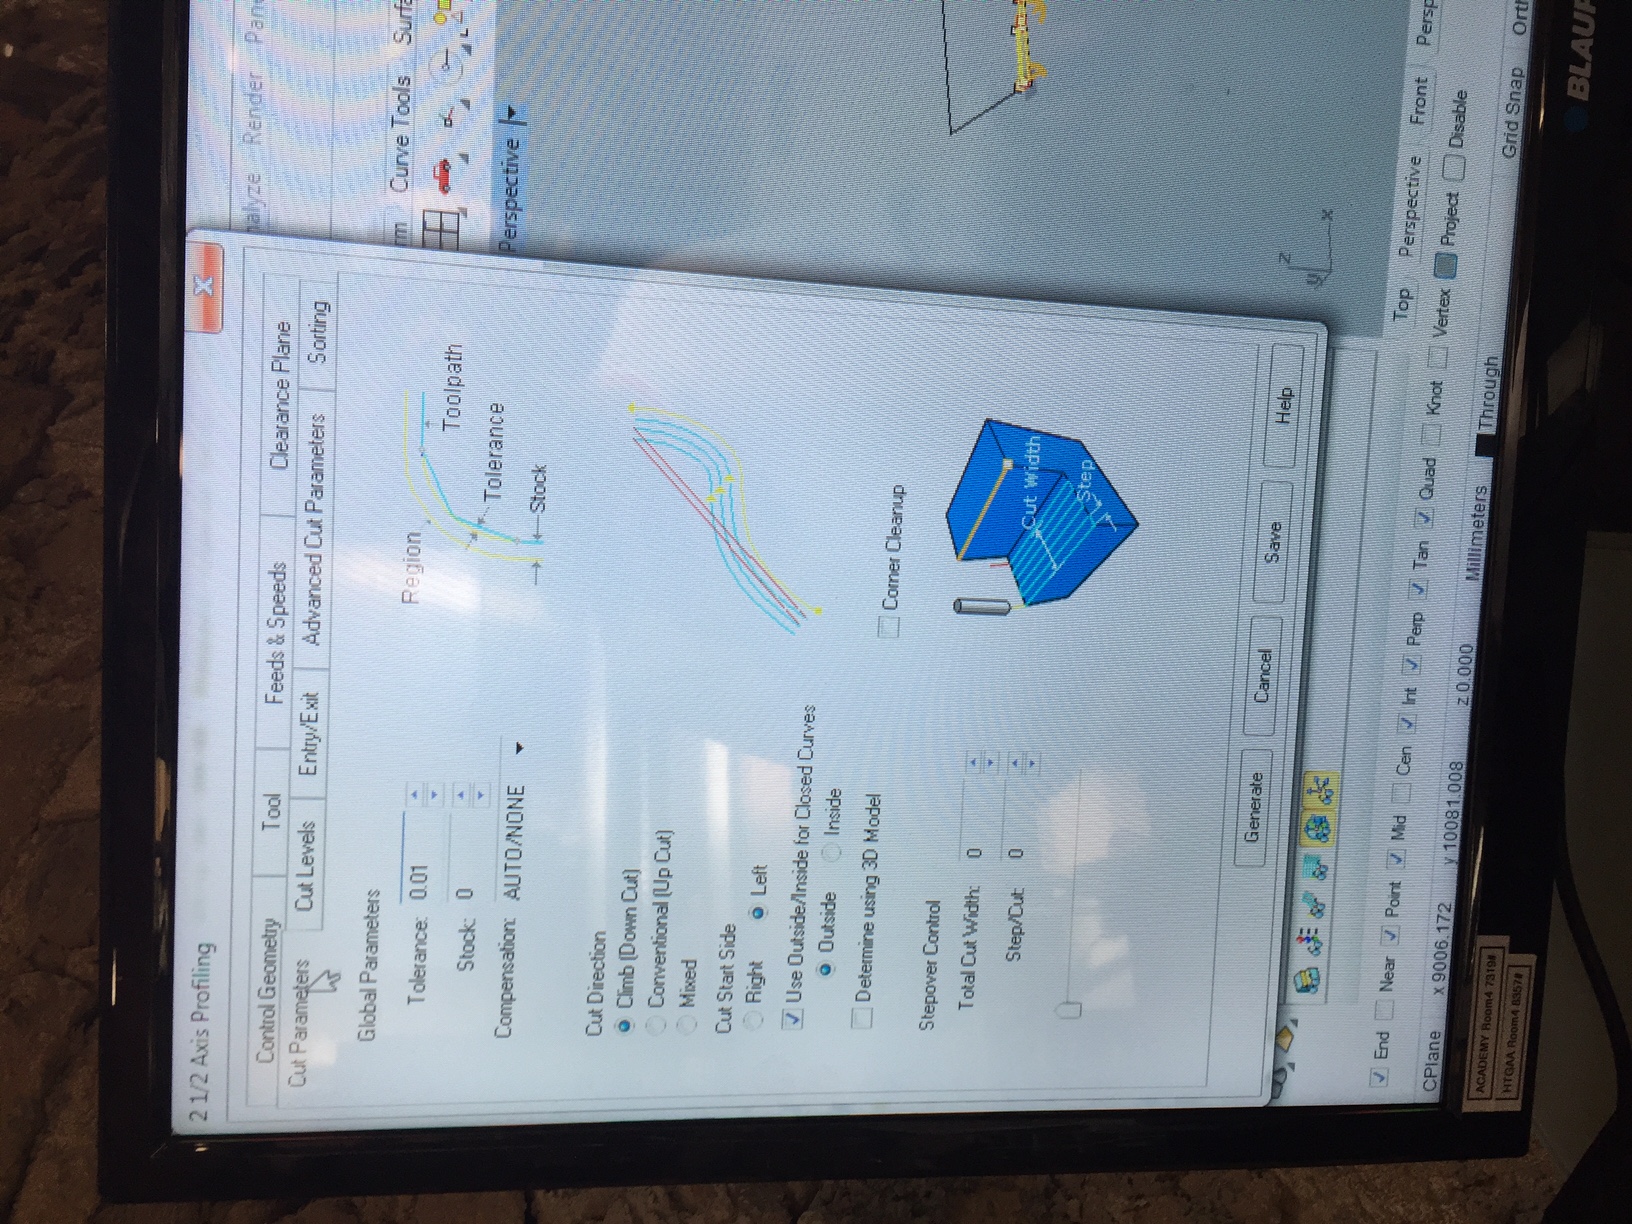 2 1/2 Axis Profiling
Control Geometry Tool Feeds & Speeds Clearance Plane
Cut Parameters Cut Levels Entry/Exit Advanced Cut Parameters Sorting
Render
Global Parameters
Tolerance: 0.01
Stock: 0
Compensation: AUTO/NONE
Region
Toolpath
Tolerance
Stock
Curve Tools
Perspective
Cut Direction
Climb (Down Cut)
Conventional (Up Cut)
Mixed
Cut Start Side
Right Left
Use Outside/Inside for Closed Curves
Outside Inside
Determine using 3D Model
Corner Cleanup
Stepover Control
Total Cut Width: 0
Step/Cut: 0
Cut Width
Step
Generate Cancel Save Help
z
y
x
Top Perspective Front
End Near Point Mid Cen Int Perp Tan Quad Knot Vertex Project Disable
CPlane x 9006.172 y 10081.008 z 0.000 Millimeters Through
Grid Snap
ACADEMY Room4 7319#
HTGAA Room4 8357#